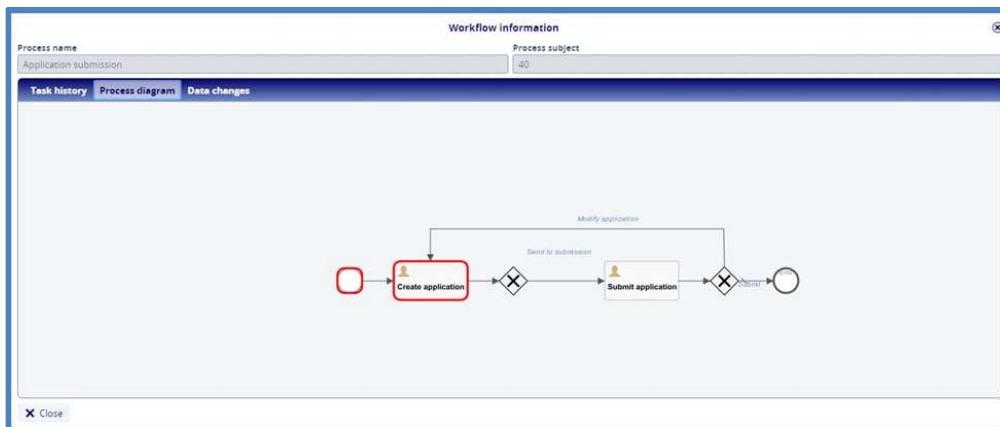 Workflow information
Process name
Process subject
Application submission
40
Task history
Process diagram
Data changes
Modify application
Send to submission
Create application
Submit application
Submit
Close